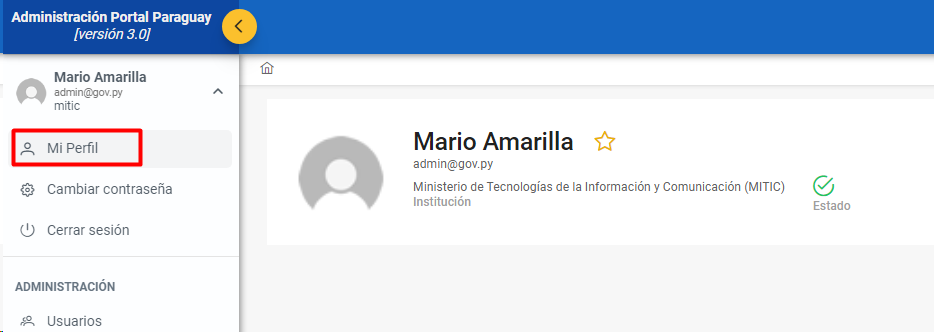 Administración Portal Paraguay
[versión 3.0]
Mario Amarilla
admin@gov.py
mitic
Mi Perfil
Cambiar contraseña
Cerrar sesión
ADMINISTRACIÓN
Usuarios
Mario Amarilla
admin@gov.py
Ministerio de Tecnologías de la Información y Comunicación (MITIC)
Institución
Estado